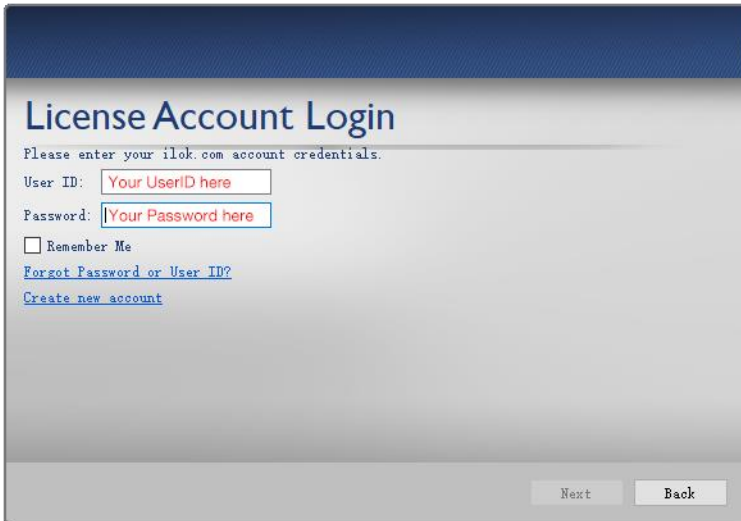 License Account Login
Please enter your ilok.com account credentials.
User ID: Your UserID here
Password: Your Password here
Remember Me
Forgot Password or User ID?
Create new account
Next Back